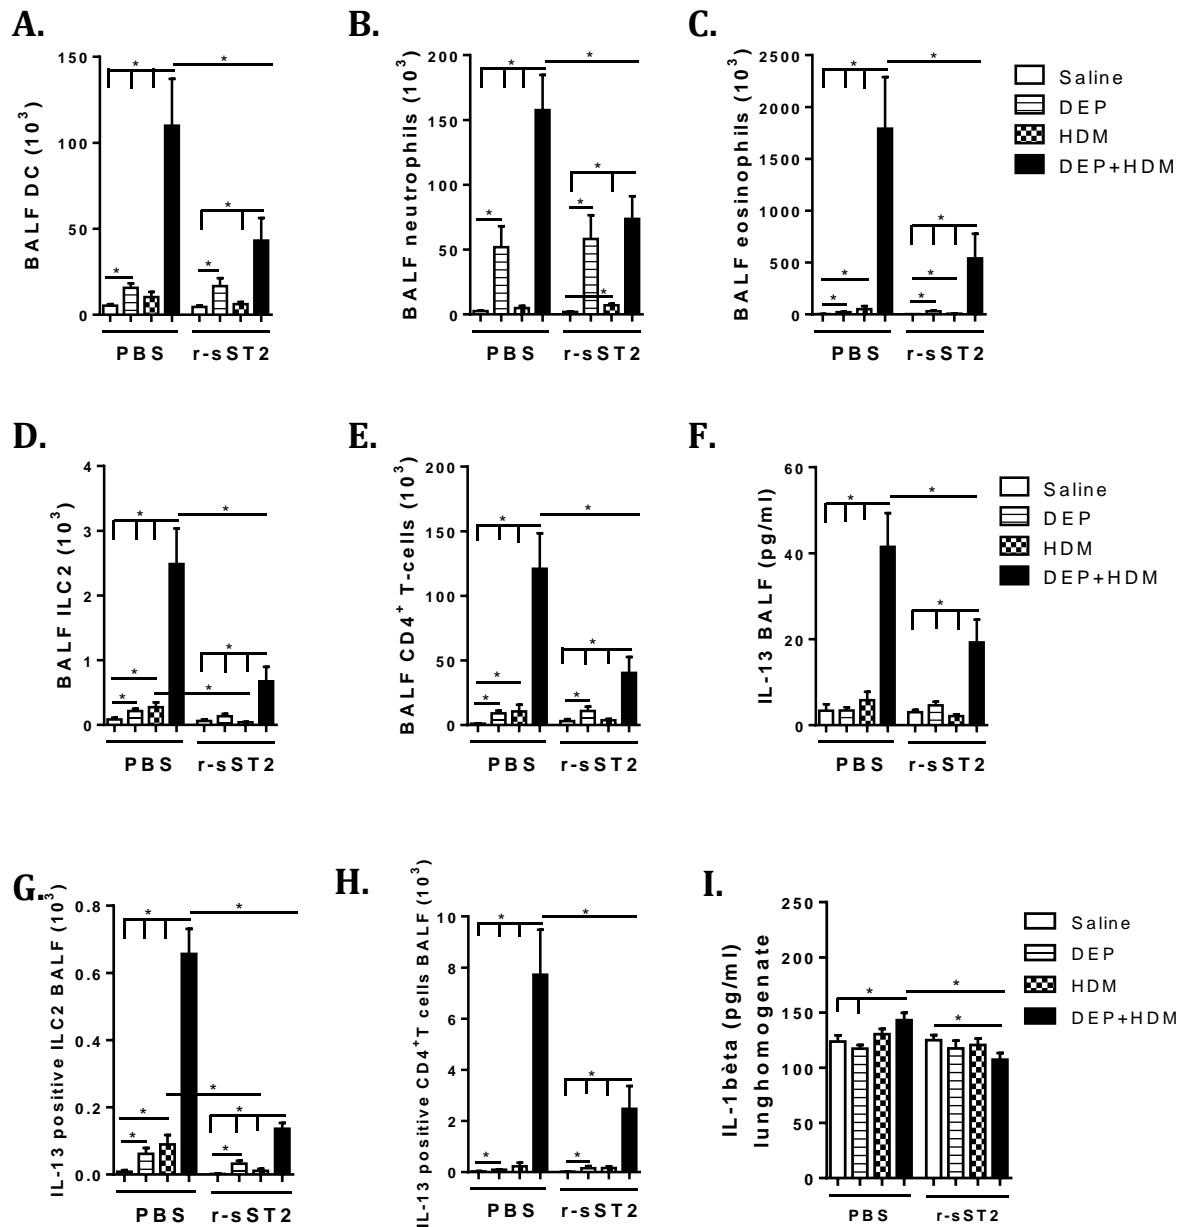 A.
BALF DC (10³)
150
100
50
0
*
*
*
*
*
PBS
r-sST2
B.
BALF neutrophils (10³)
200
150
100
50
0
*
*
*
*
*
*
PBS
r-sST2
C.
BALF eosinophils (10³)
2500
2000
1500
1000
500
0
*
*
*
*
*
*
*
PBS
r-sST2
Saline
DEP
HDM
DEP+HDM
D.
BALF ILC2 (10³)
4
3
2
1
0
*
*
*
*
*
*
PBS
r-sST2
E.
BALF CD4⁺ T-cells (10³)
200
150
100
50
0
*
*
*
*
*
*
PBS
r-sST2
F.
IL-13 BALF (pg/ml)
60
40
20
0
*
*
*
PBS
r-sST2
Saline
DEP
HDM
DEP+HDM
G.
IL-13 positive ILC2 BALF (10³)
0.8
0.6
0.4
0.2
0.0
*
*
*
*
*
*
*
PBS
r-sST2
H.
IL-13 positive CD4⁺T cells BALF (10³)
10
8
6
4
2
0
*
*
*
*
*
PBS
r-sST2
I.
IL-1bèta (pg/ml)
lunghomogenate
250
200
150
100
50
0
*
*
*
PBS
r-sST2
Saline
DEP
HDM
DEP+HDM